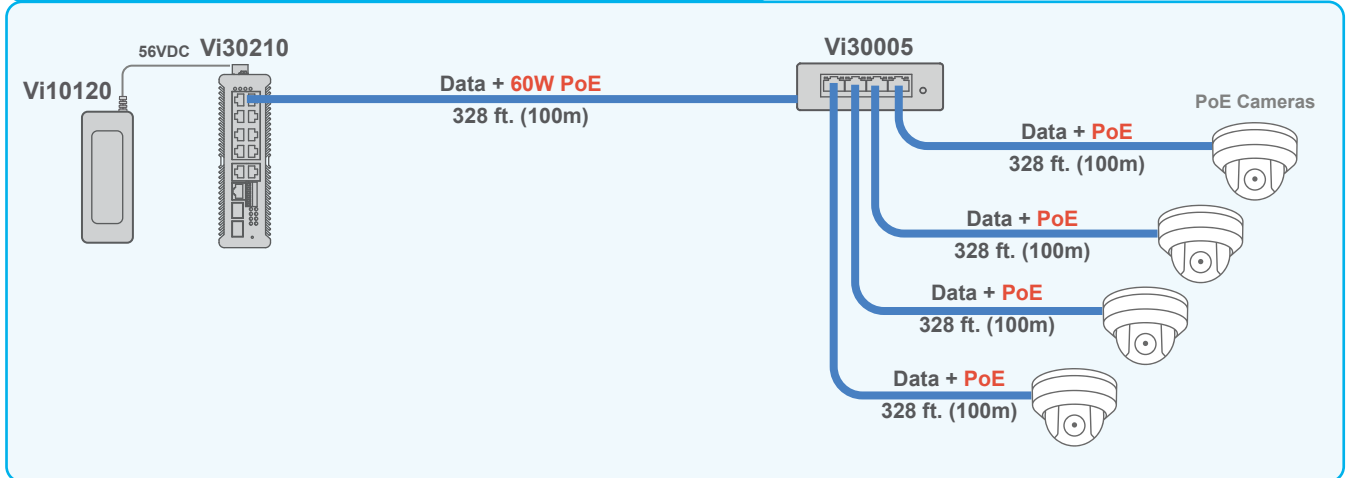 56VDC
Vi30210
Vi10120
Data + 60W PoE
328 ft. (100m)
Vi30005
PoE Cameras
Data + PoE
328 ft. (100m)
Data + PoE
328 ft. (100m)
Data + PoE
328 ft. (100m)
Data + PoE
328 ft. (100m)